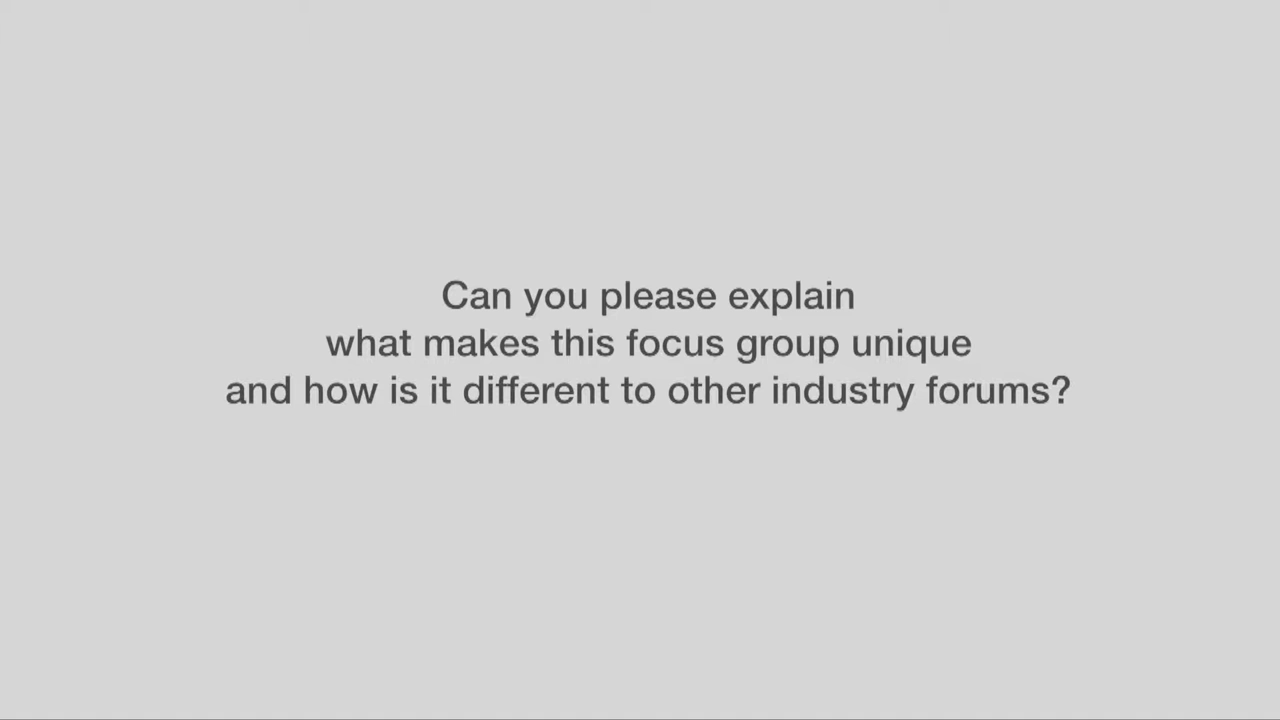 Can you please explain
what makes this focus group unique
and how is it different to other industry forums?